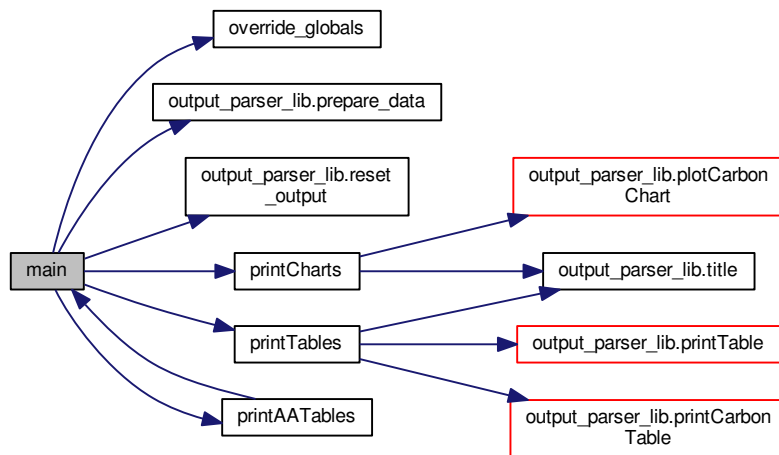 override_globals
output_parser_lib.prepare_data
output_parser_lib.reset
_output
output_parser_lib.plotCarbon
Chart
main
printCharts
output_parser_lib.title
printTables
output_parser_lib.printTable
printAATables
output_parser_lib.printCarbon
Table